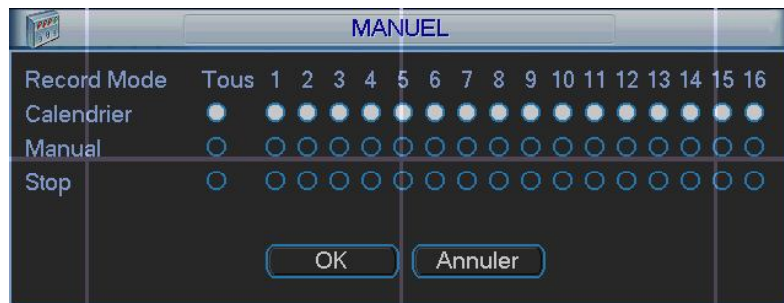 MANUEL
Record Mode Tous 1 2 3 4 5 6 7 8 9 10 11 12 13 14 15 16
Calendrier
Manual
Stop
OK Annuler